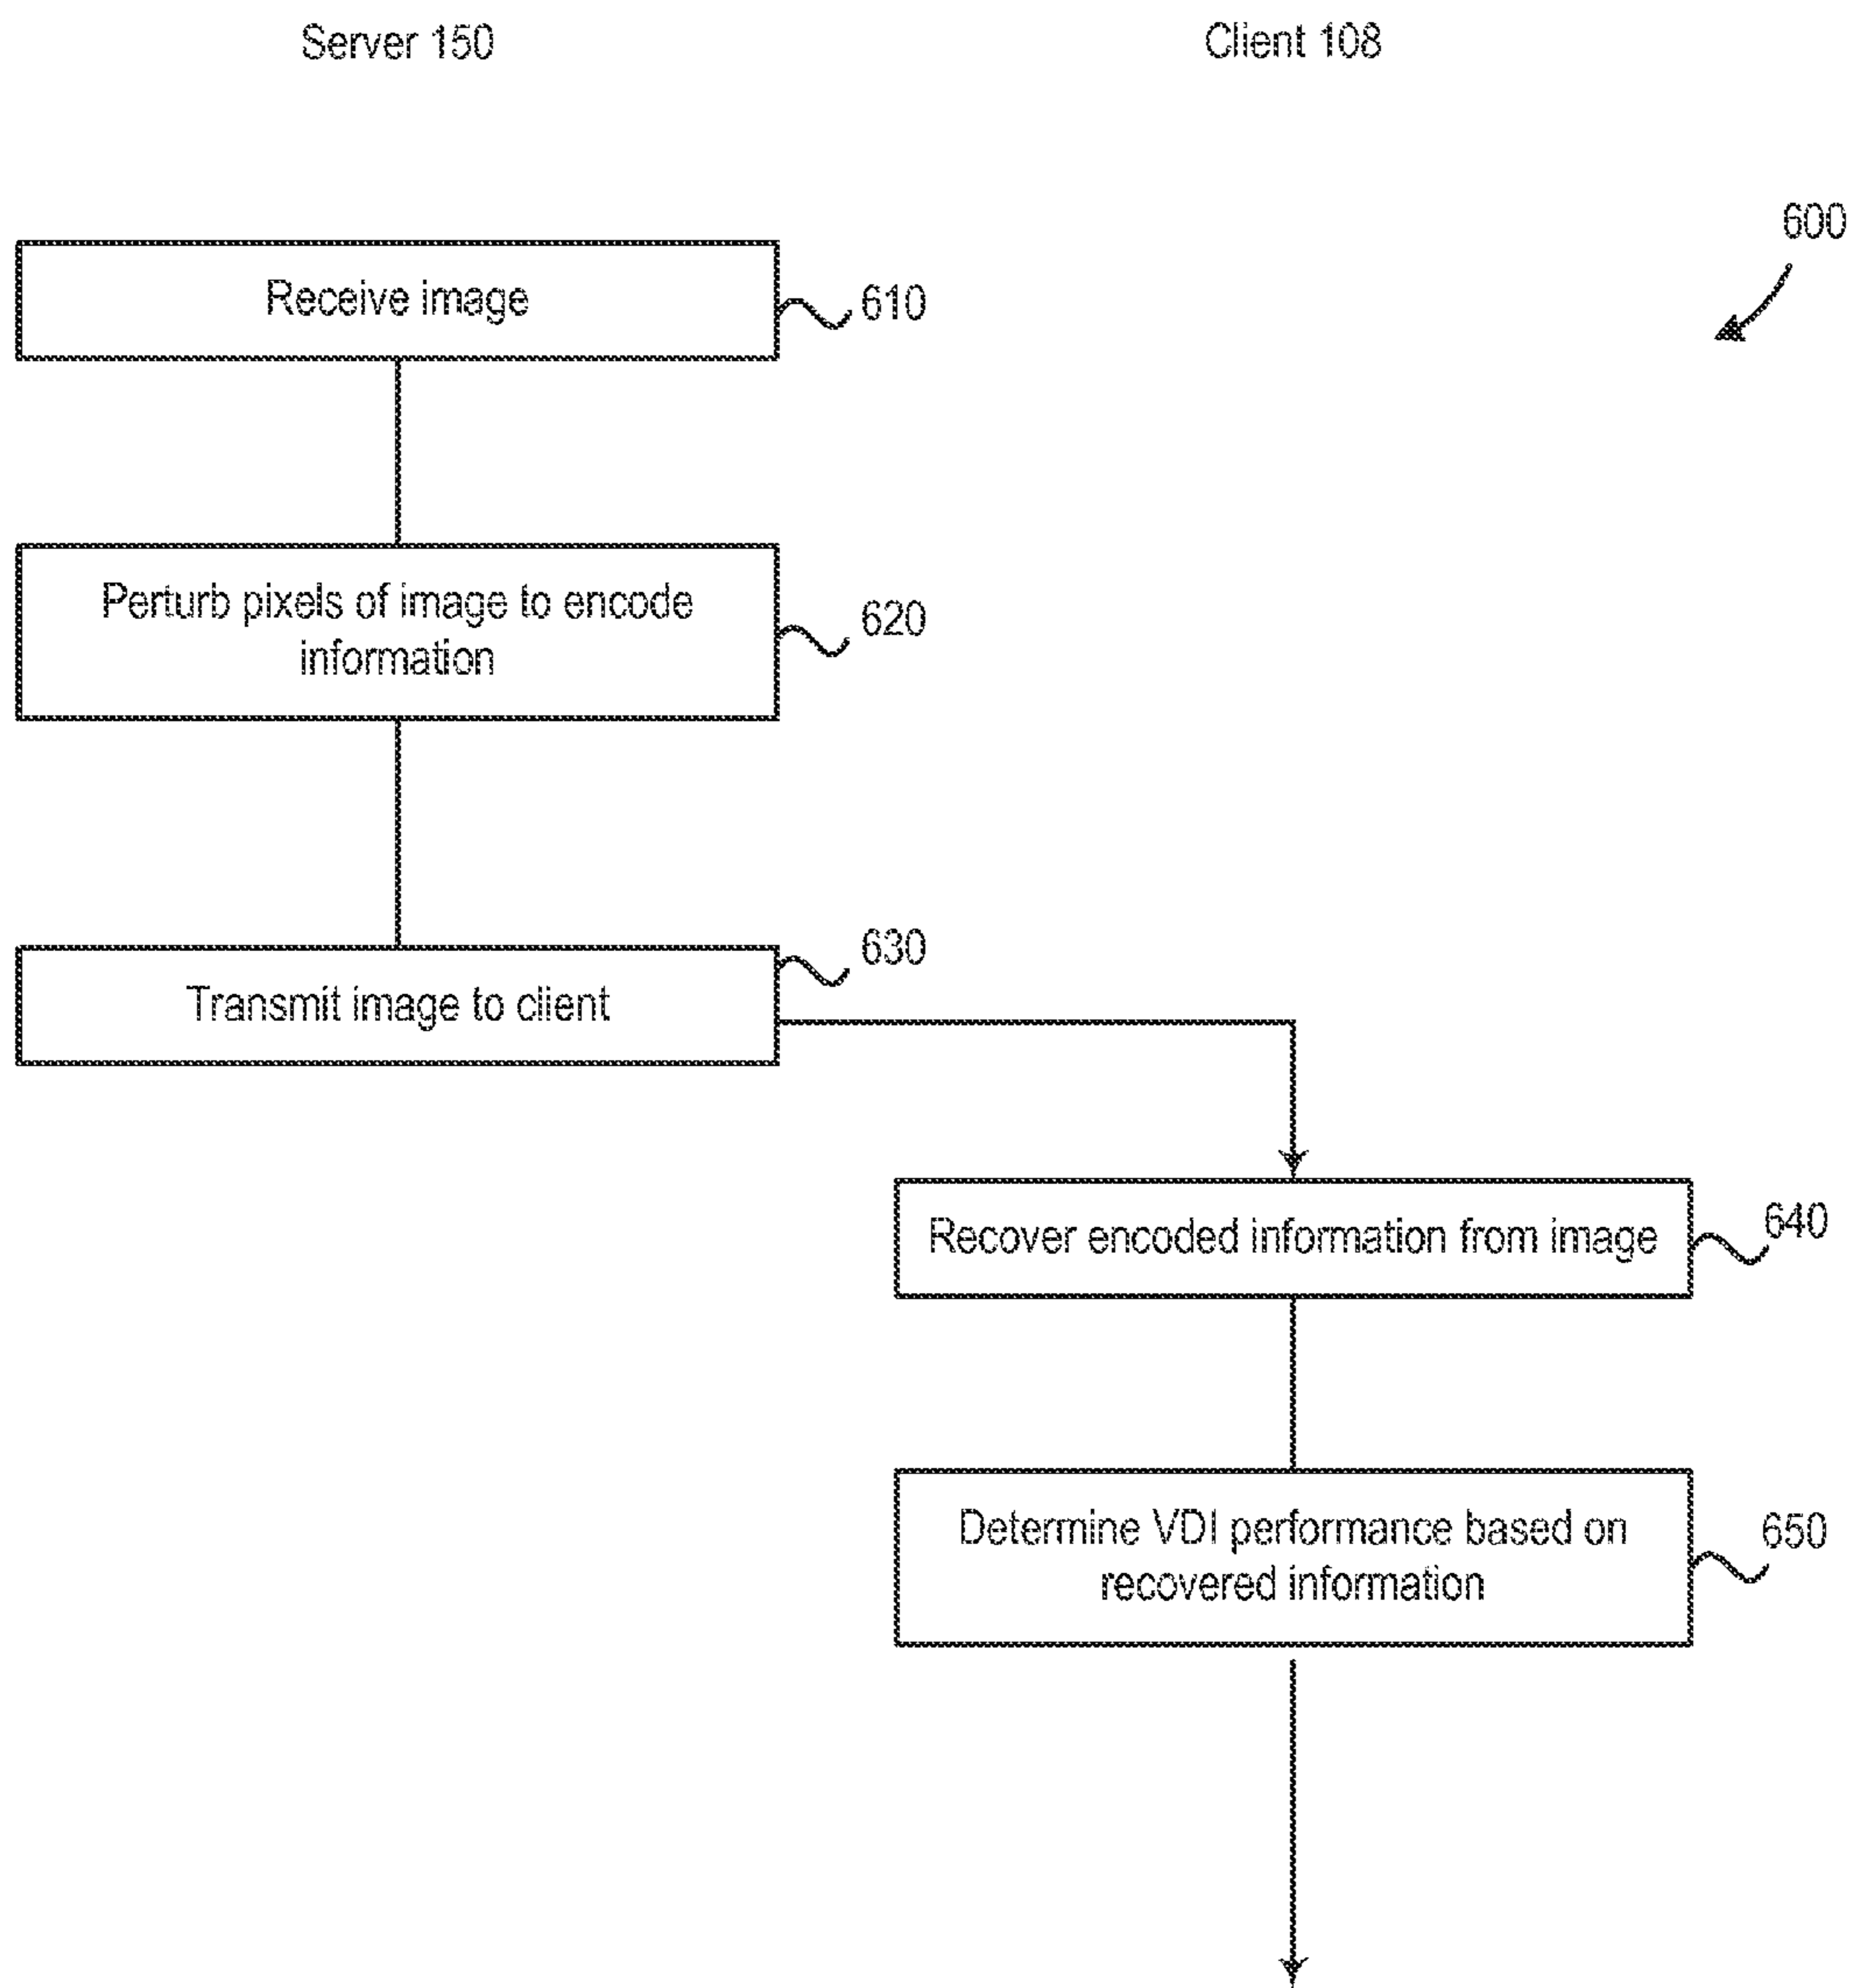 Server 150
Client 108
600
Receive image
610
Perturb pixels of image to encode
information
620
630
Transmit image to client
Recover encoded information from image
640
Determine VDI performance based on
recovered information
650